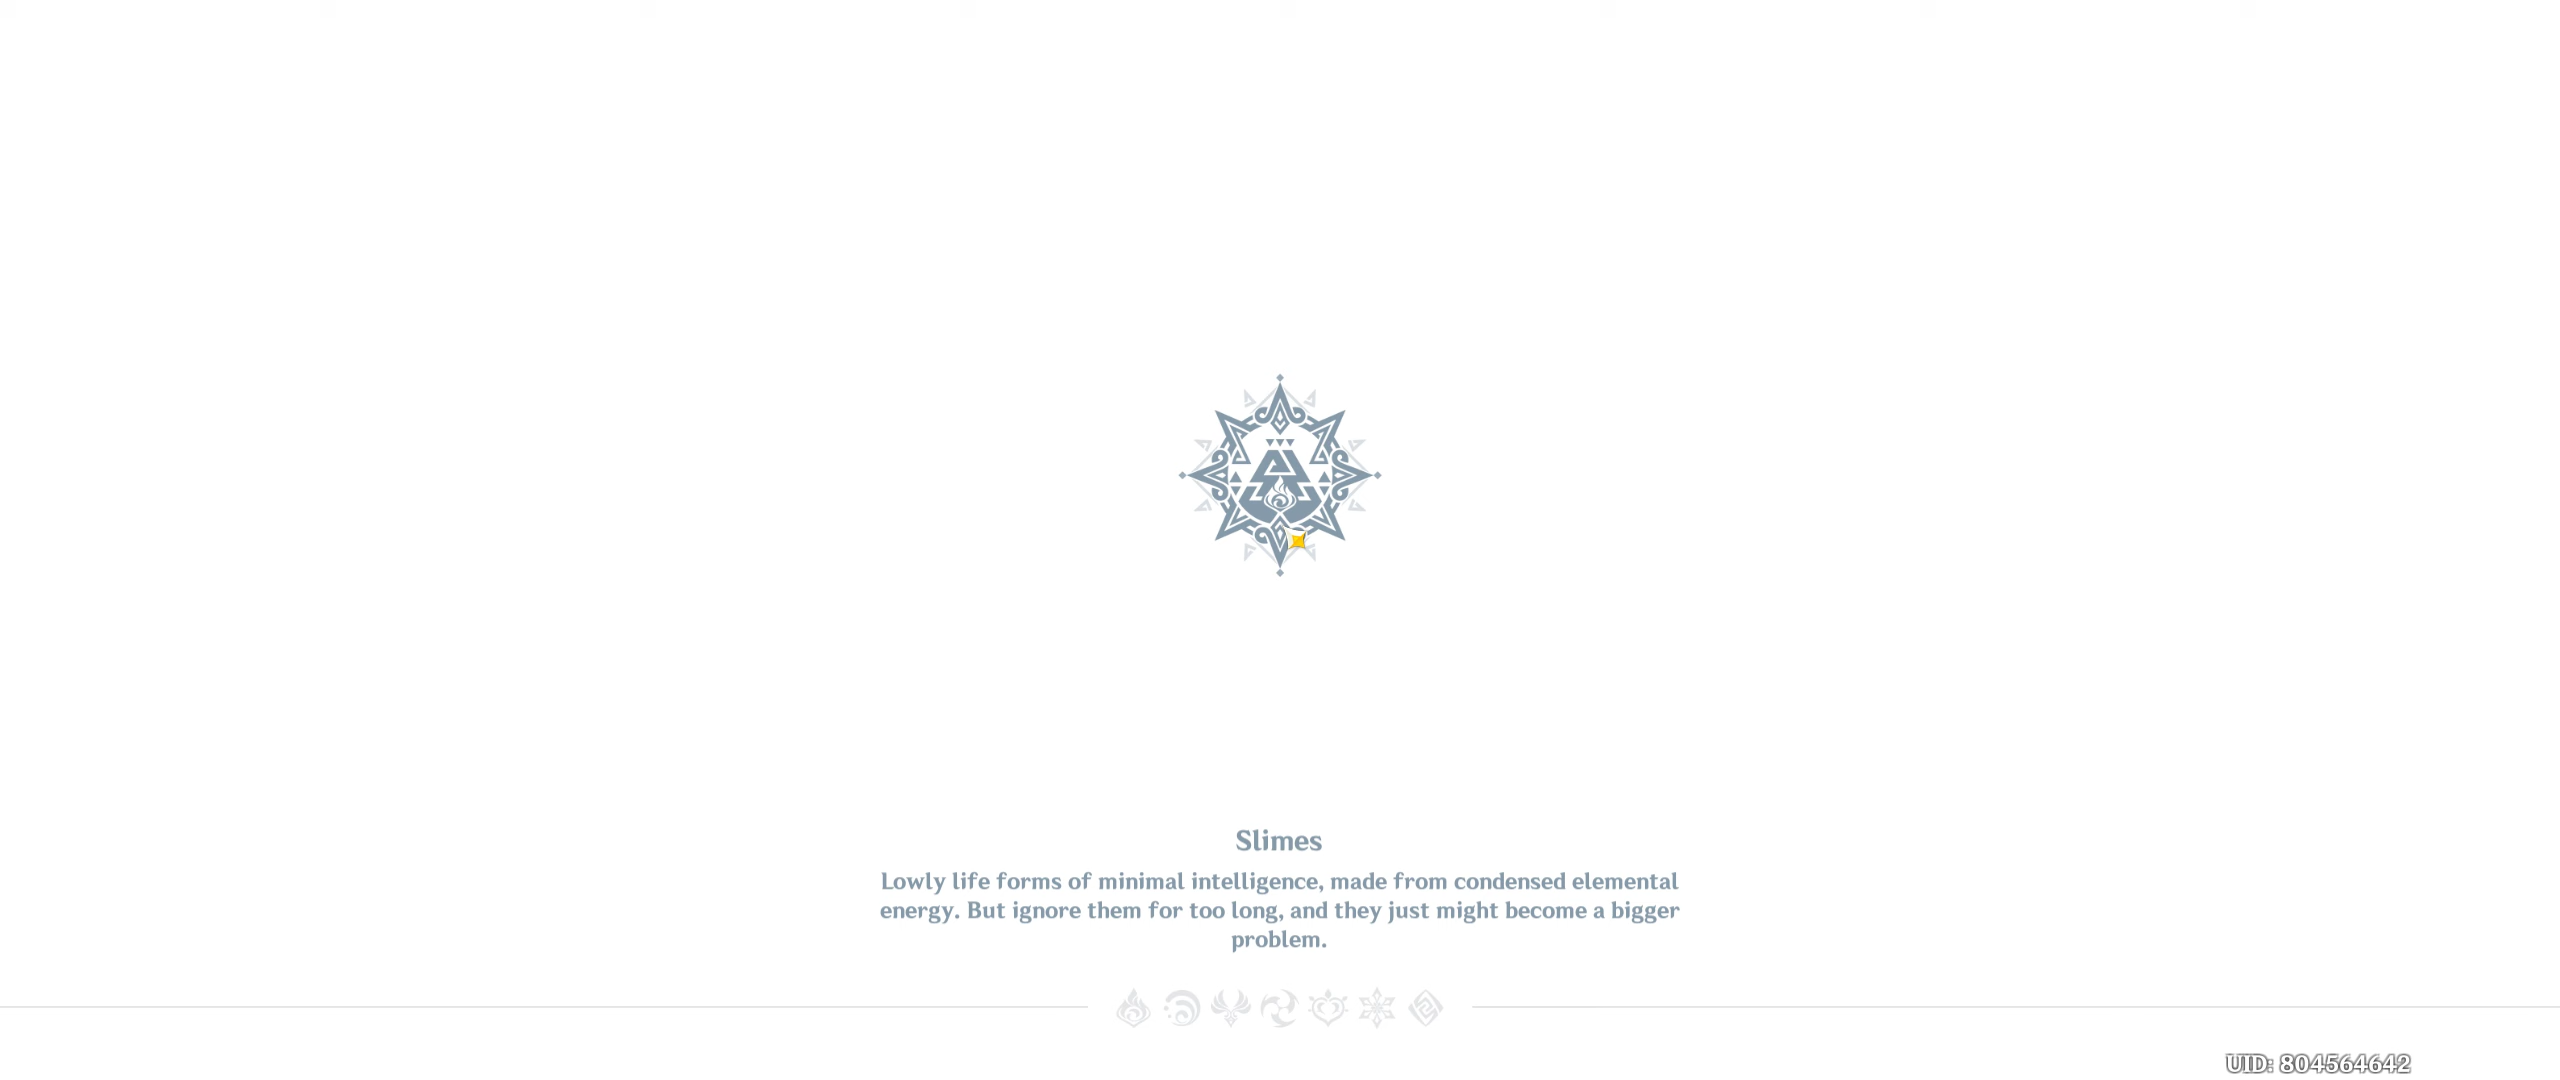 Slimes
Lowly life forms of minimal intelligence, made from condensed elemental
energy. But ignore them for too long, and they just might become a bigger
problem.
UID: 804564642